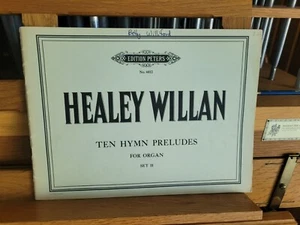 EDITION PETERS
HEALEY WILLAN
TEN HYMN PRELUDES
FOR ORGAN
SET II